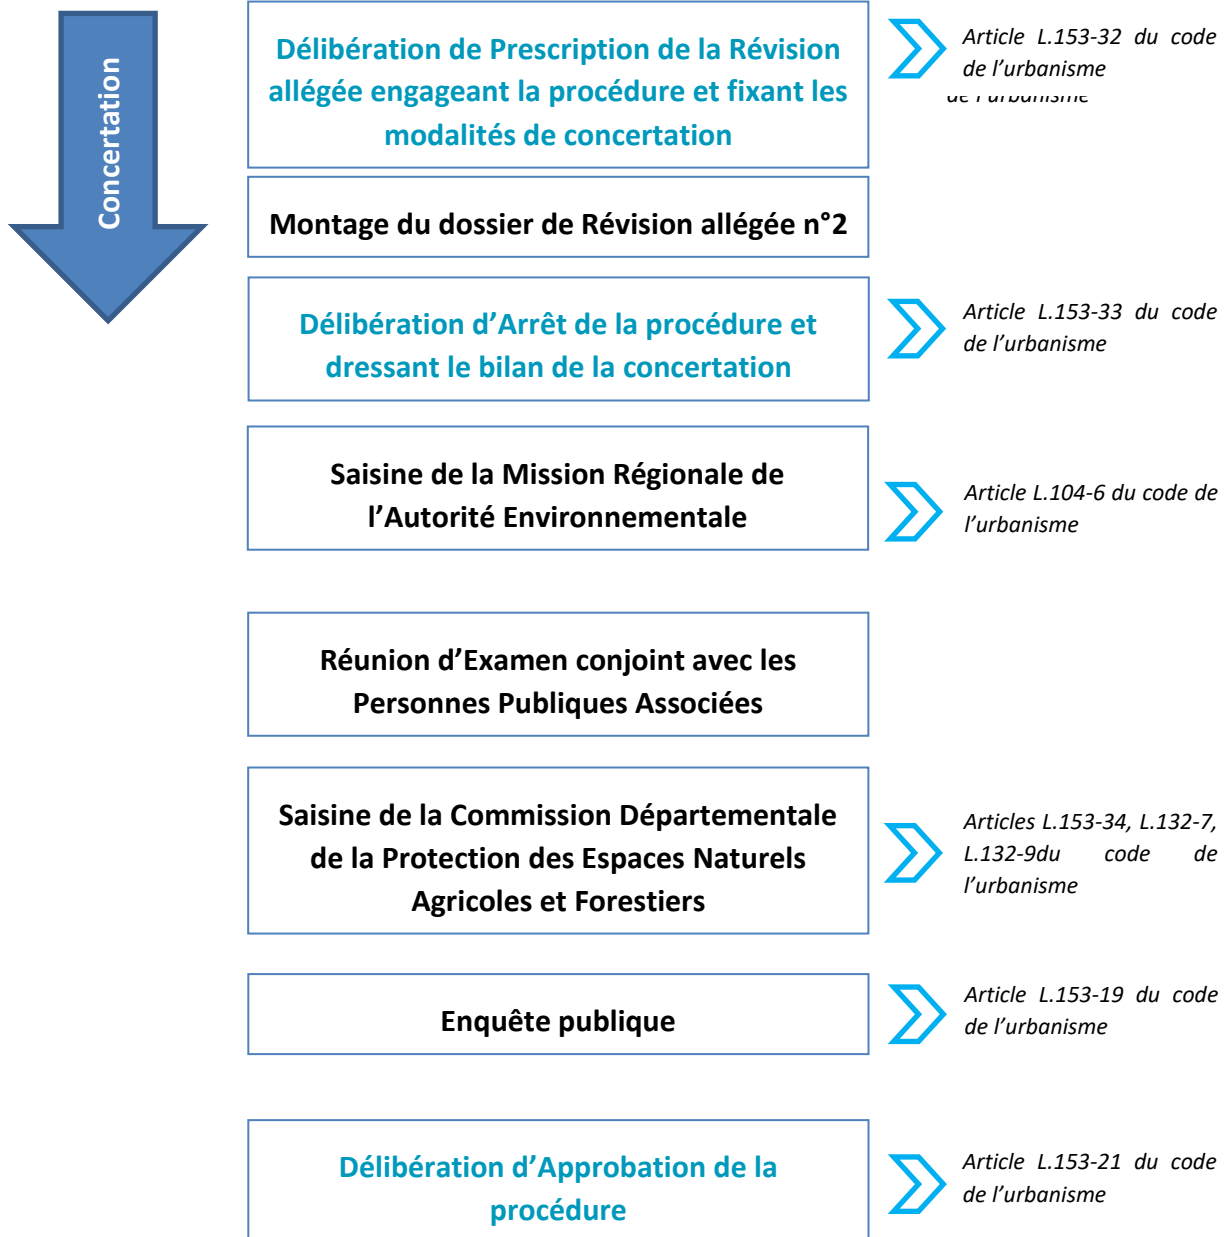 Concertation
Délibération de Prescription de la Révision
allégée engageant la procédure et fixant les
modalités de concertation
Article L.153-32 du code
de l'urbanisme
de l'urbanisme
Montage du dossier de Révision allégée n°2
Délibération d'Arrêt de la procédure et
dressant le bilan de la concertation
Article L.153-33 du code
de l'urbanisme
Saisine de la Mission Régionale de
l'Autorité Environnementale
Article L.104-6 du code de
l'urbanisme
Réunion d'Examen conjoint avec les
Personnes Publiques Associées
Saisine de la Commission Départementale
de la Protection des Espaces Naturels
Agricoles et Forestiers
Articles L.153-34, L.132-7,
L.132-9du code de
l'urbanisme
Enquête publique
Article L.153-19 du code
de l'urbanisme
Délibération d'Approbation de la
procédure
Article L.153-21 du code
de l'urbanisme